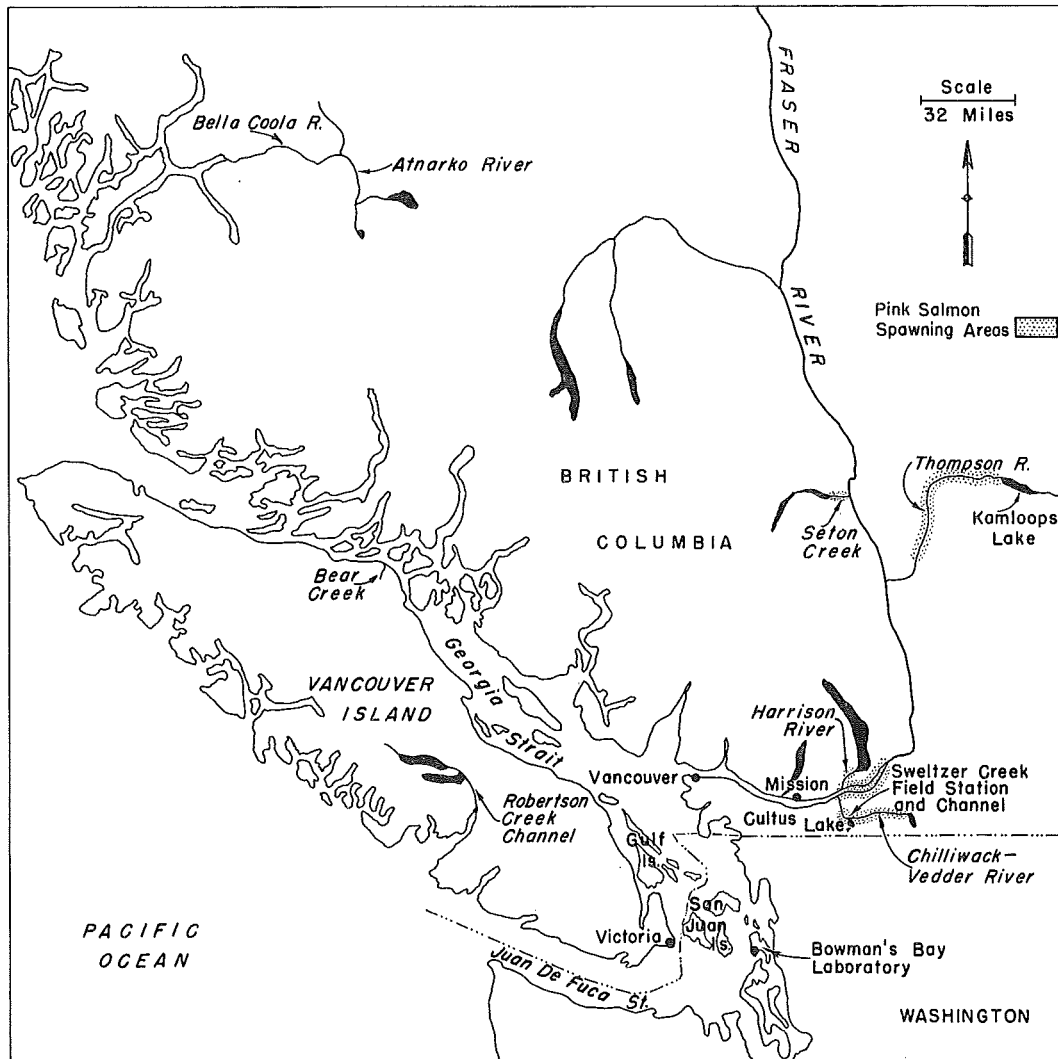 FRASER
RIVER
Scale
32 Miles
Bella Coola R.
Atnarko River
Pink Salmon
Spawning Areas
BRITISH
COLUMBIA
Thompson R.
Kamloops
Lake
Seton
Creek
Bear
Creek
Georgia
Strait
VANCOUVER
ISLAND
Harrison
River
Vancouver
Mission
Sweltzer Creek
Field Station
and Channel
Cultus Lake
Robertson
Creek
Channel
Chilliwack-
Vedder River
Gulf
Is.
San
Juan
Is.
PACIFIC
OCEAN
Victoria
Bowman's Bay
Laboratory
Juan De Fuca St.
WASHINGTON